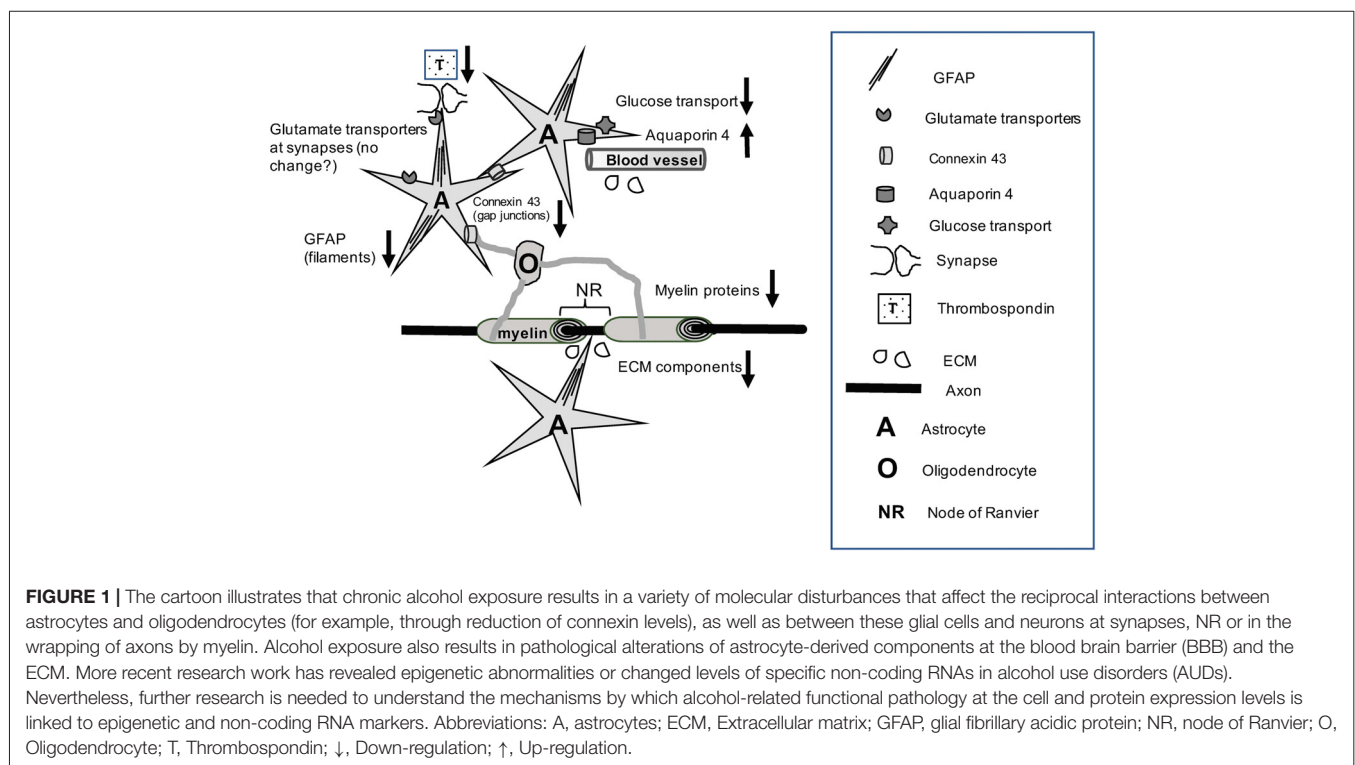 T
Glutamate transporters
at synapses (no
change?)
A
Glucose transport
Aquaporin 4
Blood vessel
A
Connexin 43
(gap junctions)
GFAP
(filaments)
O
NR
Myelin proteins
myelin
ECM components
A
GFAP
Glutamate transporters
Connexin 43
Aquaporin 4
Glucose transport
Synapse
T
Thrombospondin
ECM
Axon
A
Astrocyte
O
Oligodendrocyte
NR
Node of Ranvier
FIGURE 1 | The cartoon illustrates that chronic alcohol exposure results in a variety of molecular disturbances that affect the reciprocal interactions between
astrocytes and oligodendrocytes (for example, through reduction of connexin levels), as well as between these glial cells and neurons at synapses, NR or in the
wrapping of axons by myelin. Alcohol exposure also results in pathological alterations of astrocyte-derived components at the blood brain barrier (BBB) and the
ECM. More recent research work has revealed epigenetic abnormalities or changed levels of specific non-coding RNAs in alcohol use disorders (AUDs).
Nevertheless, further research is needed to understand the mechanisms by which alcohol-related functional pathology at the cell and protein expression levels is
linked to epigenetic and non-coding RNA markers. Abbreviations: A, astrocytes; ECM, Extracellular matrix; GFAP, glial fibrillary acidic protein; NR, node of Ranvier; O,
Oligodendrocyte; T, Thrombospondin; ↓, Down-regulation; ↑, Up-regulation.